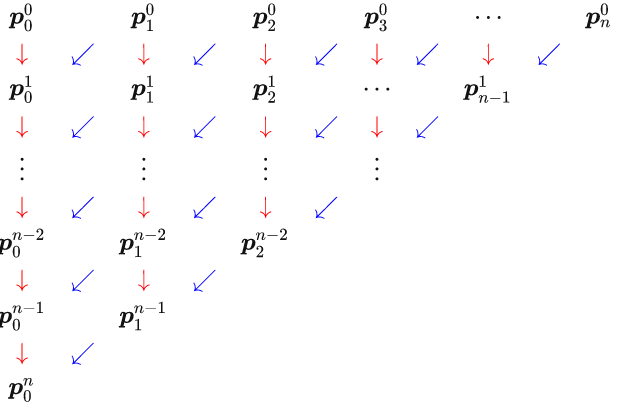 p_0^0 p_1^0 p_2^0 p_3^0 ⋯ p_n^0
↓ ↙ ↓ ↙ ↓ ↙ ↓ ↙ ↓ ↙
p_0^1 p_1^1 p_2^1 ⋯ p_{n-1}^1
↓ ↙ ↓ ↙ ↓ ↙ ↓ ↙
⋮ ⋮ ⋮ ⋮
↓ ↙ ↓ ↙ ↓ ↙
p_0^{n-2} p_1^{n-2} p_2^{n-2}
↓ ↙ ↓ ↙
p_0^{n-1} p_1^{n-1}
↓ ↙
p_0^n